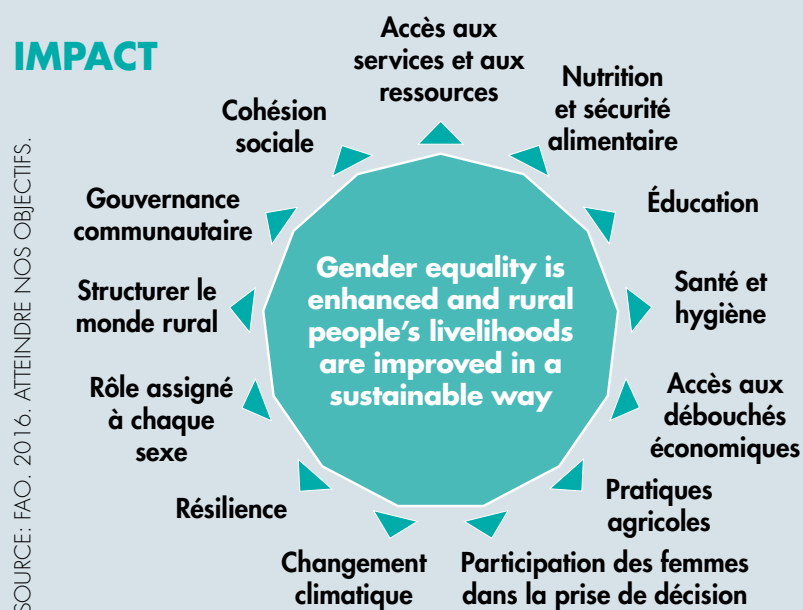 IMPACT
Accès aux
services et aux
ressources
Nutrition
et sécurité
alimentaire
Éducation
Santé et
hygiène
Accès aux
débouchés
économiques
Pratiques
agricoles
Participation des femmes
dans la prise de décision
Changement
climatique
Résilience
Rôle assigné
à chaque
sexe
Structurer le
monde rural
Gouvernance
communautaire
Cohésion
sociale
Gender equality is
enhanced and rural
people's livelihoods
are improved in a
sustainable way
SOURCE: FAO. 2016. ATTEINDRE NOS OBJECTIFS.